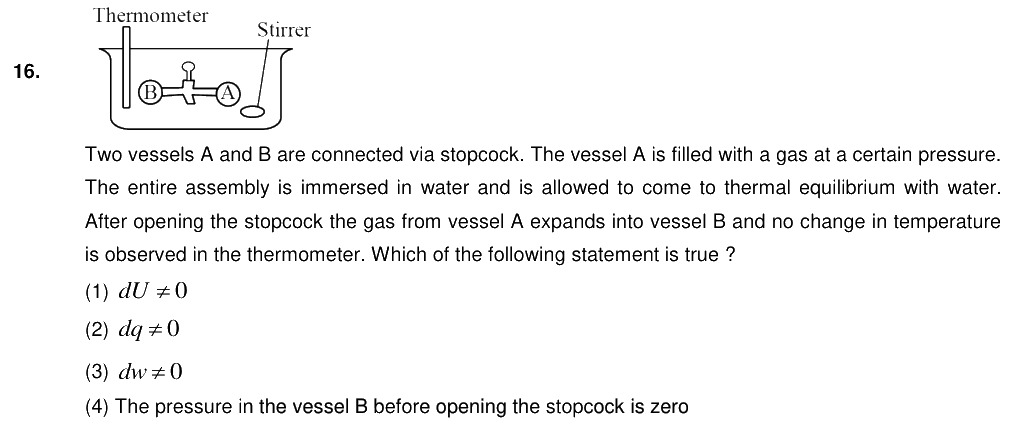 Thermometer
Stirrer
16.
B
A
Two vessels A and B are connected via stopcock. The vessel A is filled with a gas at a certain pressure.
The entire assembly is immersed in water and is allowed to come to thermal equilibrium with water.
After opening the stopcock the gas from vessel A expands into vessel B and no change in temperature
is observed in the thermometer. Which of the following statement is true ?
(1) dU ≠ 0
(2) dq ≠ 0
(3) dw ≠ 0
(4) The pressure in the vessel B before opening the stopcock is zero